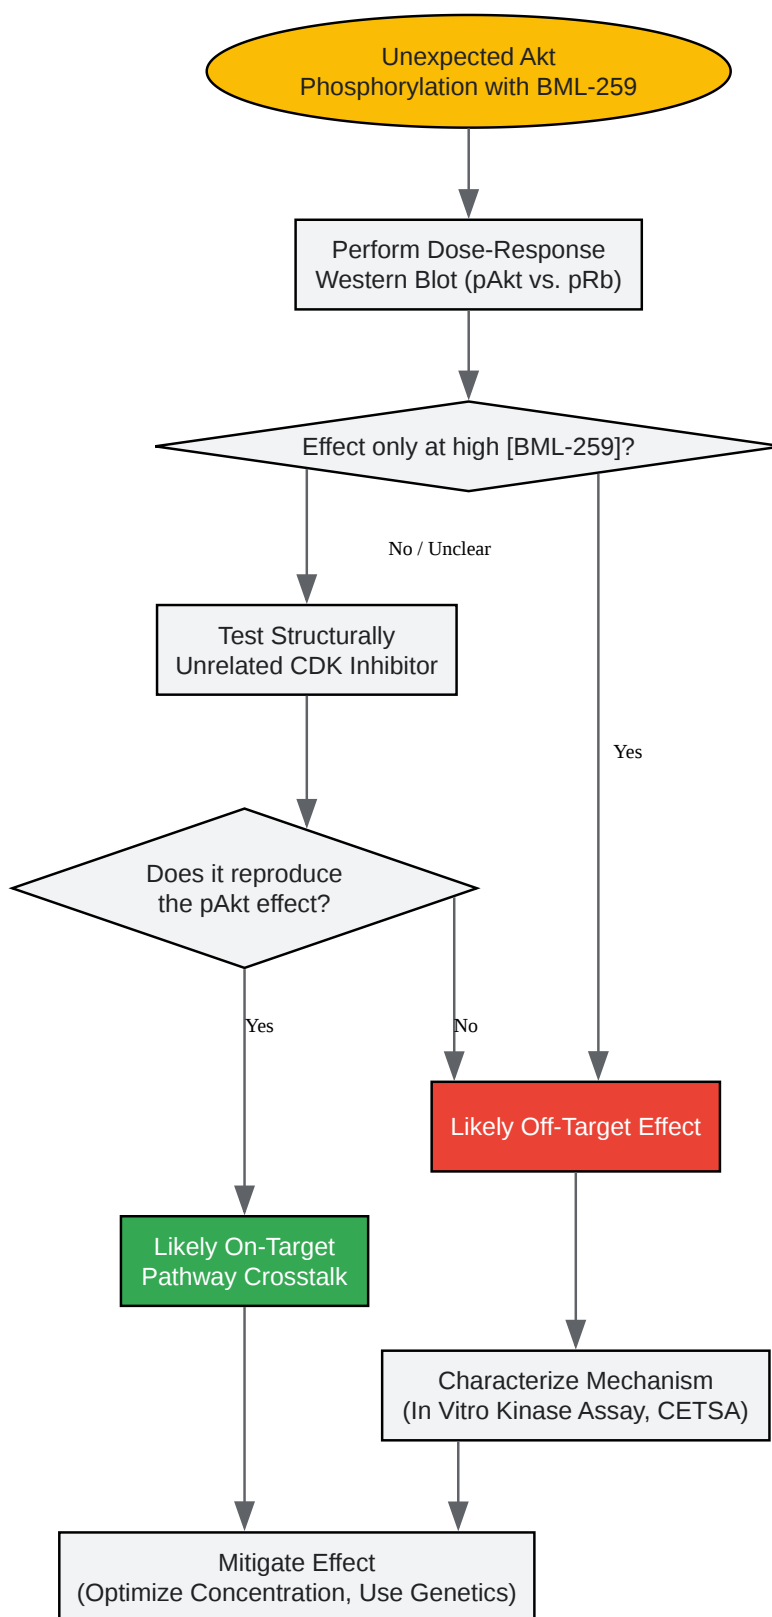 Unexpected Akt
Phosphorylation with BML-259
Perform Dose-Response
Western Blot (pAkt vs. pRb)
Effect only at high [BML-259]?
No / Unclear
Test Structurally
Unrelated CDK Inhibitor
Yes
Does it reproduce
the pAkt effect?
Yes
No
Likely Off-Target Effect
Likely On-Target
Pathway Crosstalk
Characterize Mechanism
(In Vitro Kinase Assay, CETSA)
Mitigate Effect
(Optimize Concentration, Use Genetics)